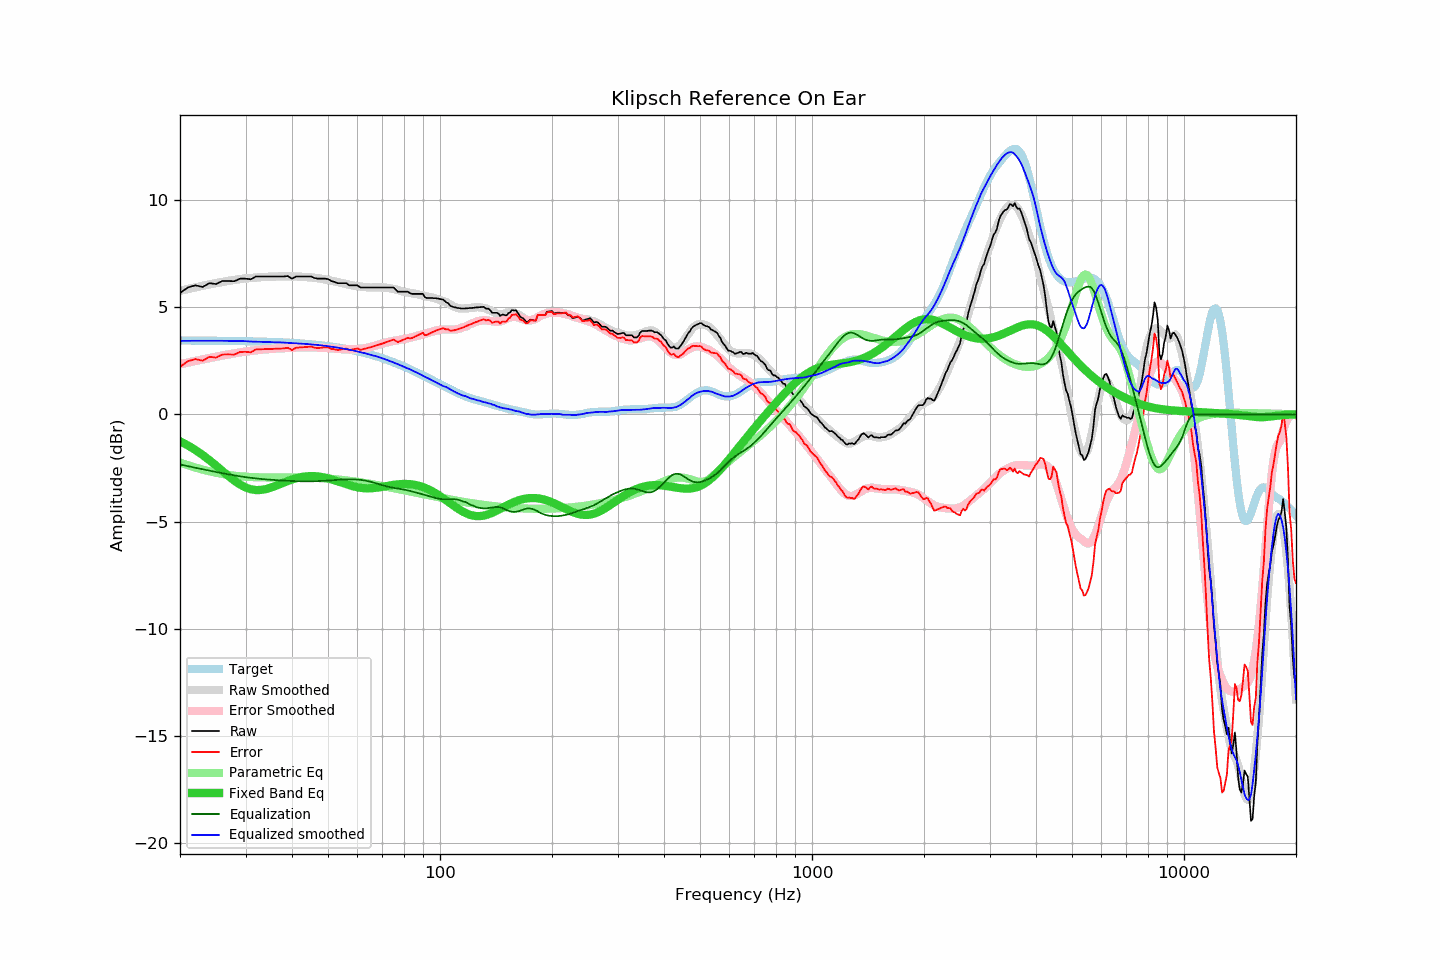 Klipsch Reference On Ear
Amplitude (dBr)
10
5
0
−5
−10
−15
−20
Target
Raw Smoothed
Error Smoothed
Raw
Error
Parametric Eq
Fixed Band Eq
Equalization
Equalized smoothed
100 1000 10000
Frequency (Hz)